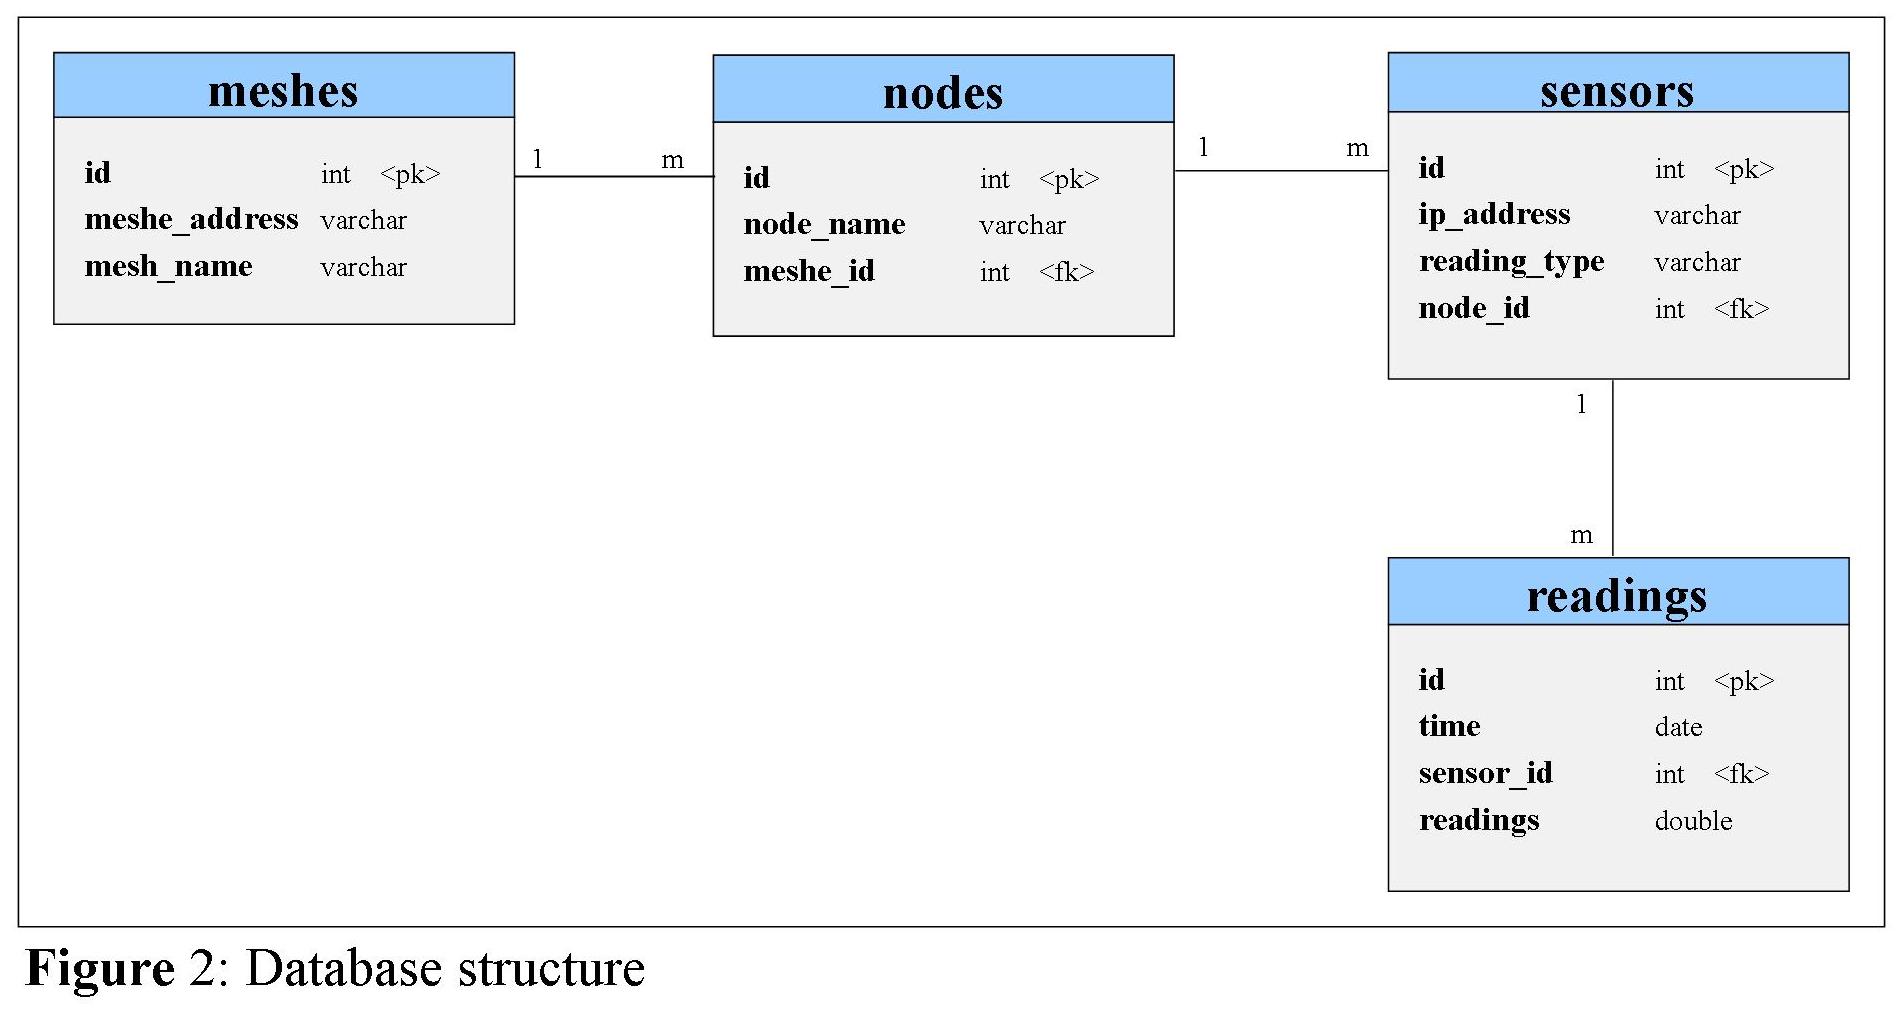 meshes
id int <pk>
meshe_address varchar
mesh_name varchar
1 m
nodes
id int <pk>
node_name varchar
meshe_id int <fk>
1 m
sensors
id int <pk>
ip_address varchar
reading_type varchar
node_id int <fk>
1
m
readings
id int <pk>
time date
sensor_id int <fk>
readings double
Figure 2: Database structure